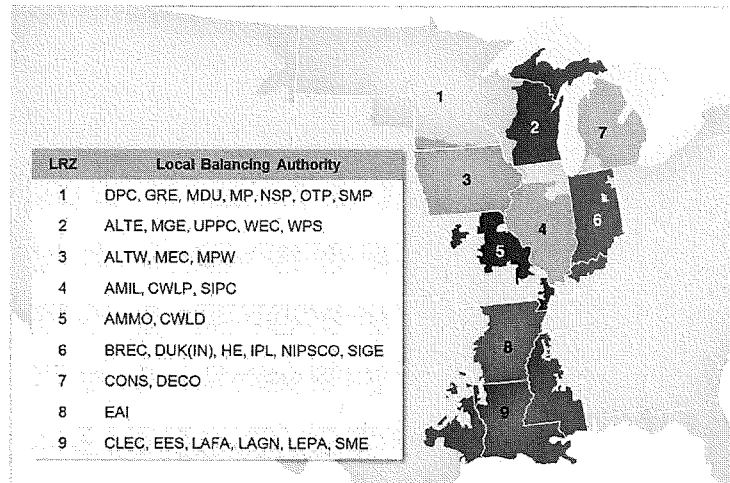 LRZ Local Balancing Authority
1 DPC, GRE, MDU, MP, NSP, OTP, SMP
2 ALTE, MGE, UPPC, WEC, WPS
3 ALTW, MEC, MPW
4 AMIL, CWLP, SIPC
5 AMMO, CWLD
6 BREC, DUK(IN), HE, IPL, NIPSCO, SIGE
7 CONS, DECO
8 EAI
9 CLEC, EES, LAFA, LAGN, LEPA, SME
1
2
7
3
6
4
5
8
9